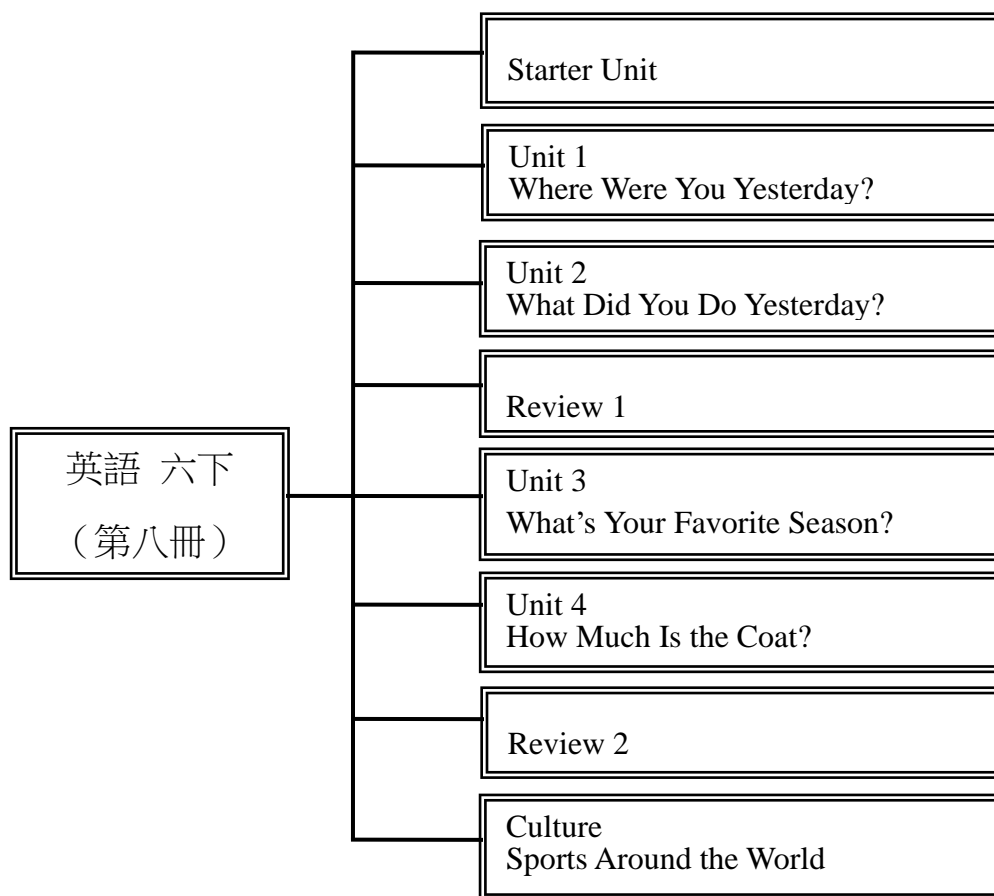 Starter Unit
Unit 1
Where Were You Yesterday?
Unit 2
What Did You Do Yesterday?
Review 1
英語 六下
（第八冊）
Unit 3
What’s Your Favorite Season?
Unit 4
How Much Is the Coat?
Review 2
Culture
Sports Around the World